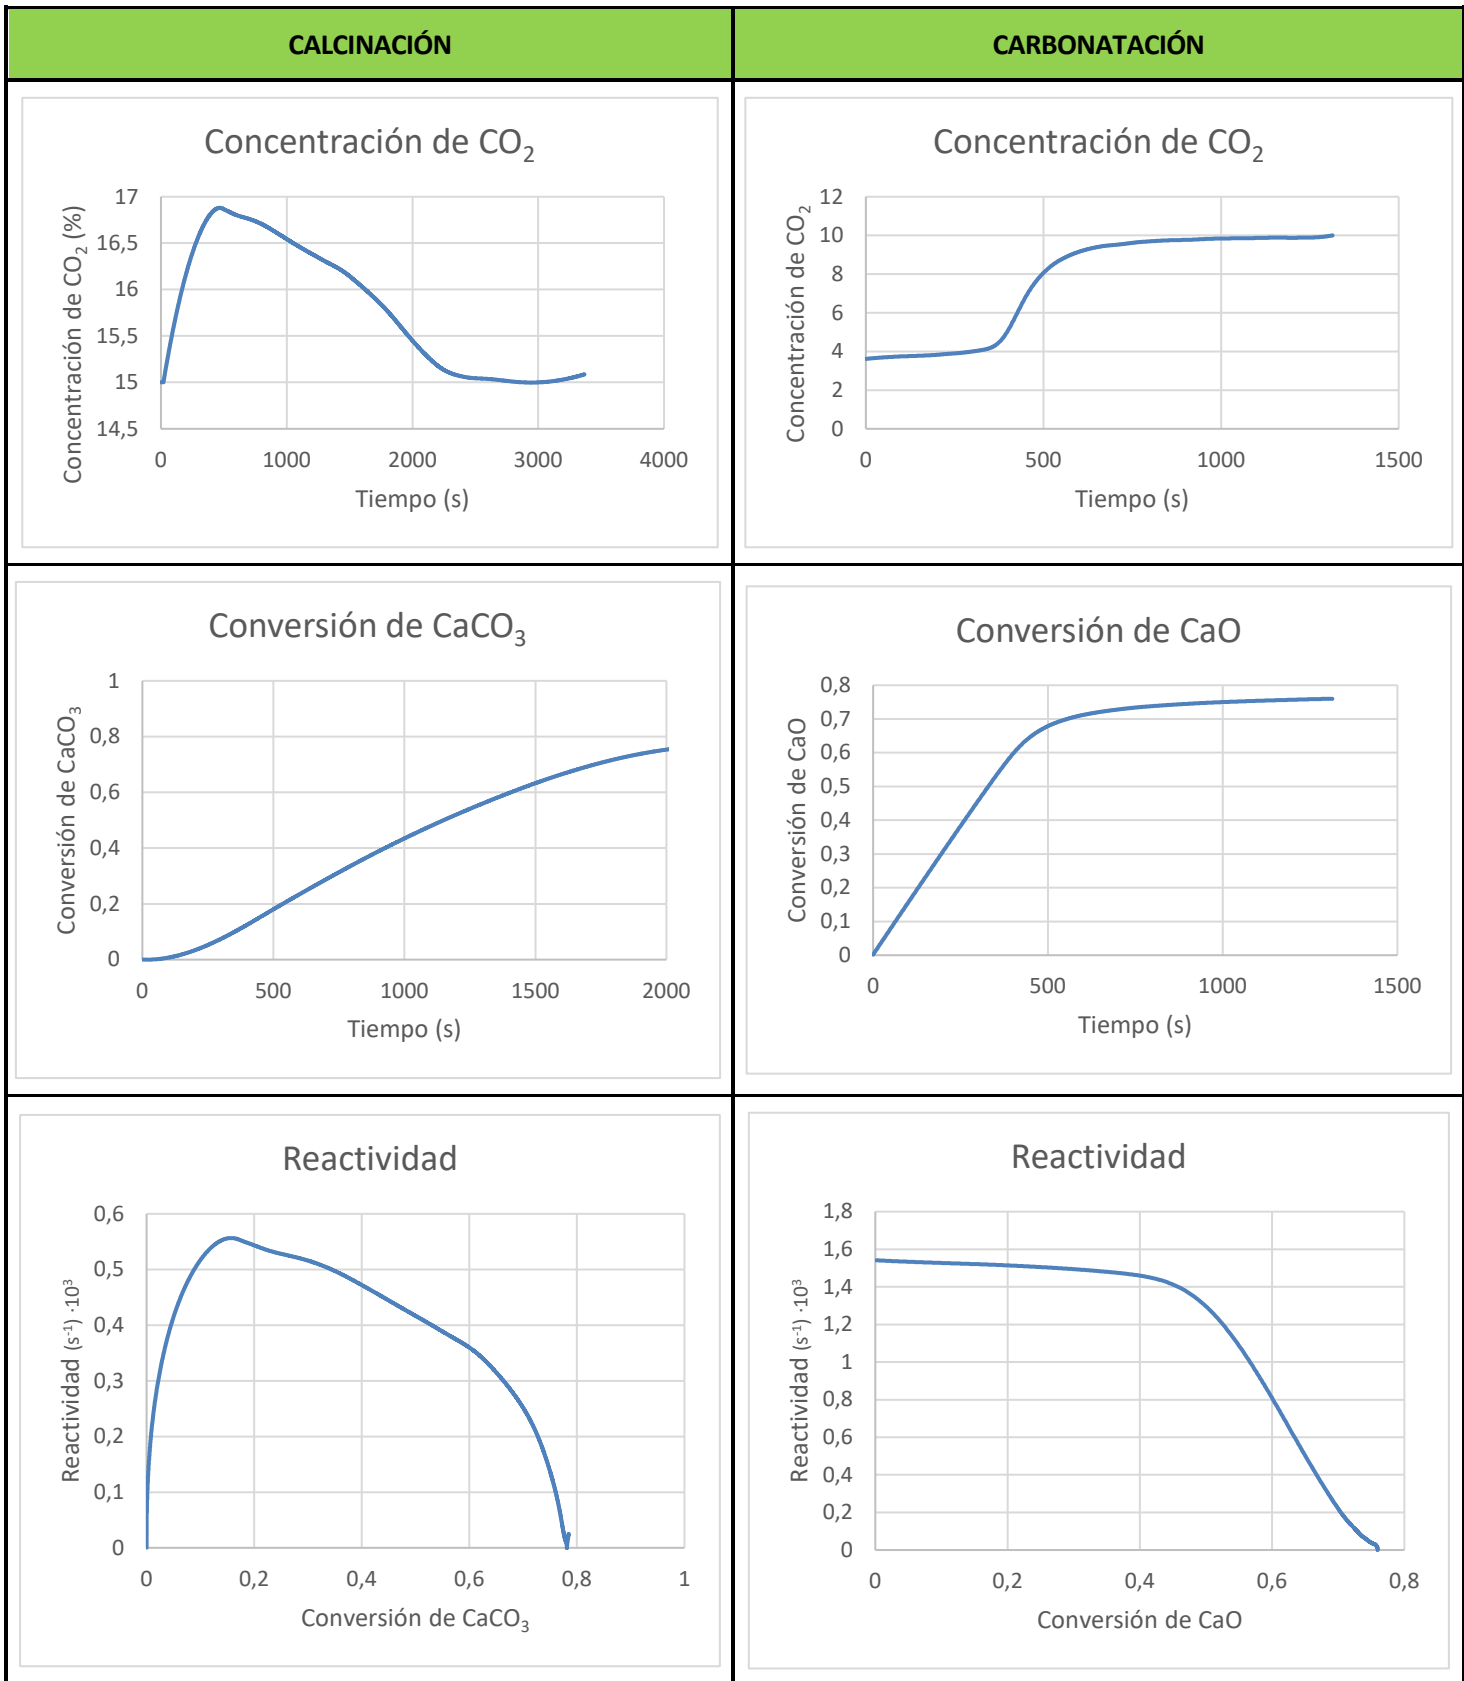 CALCINACIÓN
CARBONATACIÓN
Concentración de CO2
Concentración de CO2 (%)
17
16,5
16
15,5
15
14,5
0 1000 2000 3000 4000
Tiempo (s)
Concentración de CO2
Concentración de CO2
12
10
8
6
4
2
0
0 500 1000 1500
Tiempo (s)
Conversión de CaCO3
Conversión de CaCO3
1
0,8
0,6
0,4
0,2
0
0 500 1000 1500 2000
Tiempo (s)
Conversión de CaO
Conversión de CaO
0,8
0,7
0,6
0,5
0,4
0,3
0,2
0,1
0
0 500 1000 1500
Tiempo (s)
Reactividad
Reactividad (s-1) ·10³
0,6
0,5
0,4
0,3
0,2
0,1
0
0 0,2 0,4 0,6 0,8 1
Conversión de CaCO3
Reactividad
Reactividad (s-1) ·10³
1,8
1,6
1,4
1,2
1
0,8
0,6
0,4
0,2
0
0 0,2 0,4 0,6 0,8
Conversión de CaO